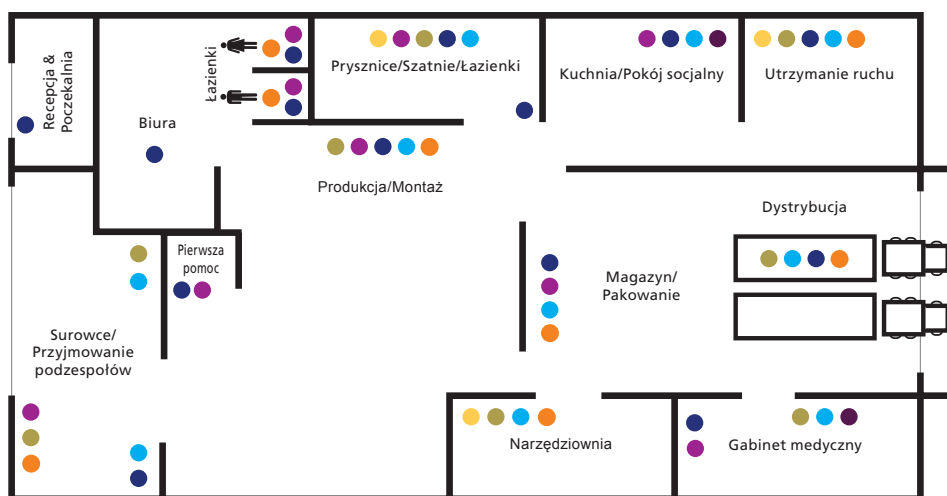 Recepcja &
Poczekalnia
Biura
Łazienki
Prysznice/Szatnie/Łazienki
Kuchnia/Pokój socjalny
Utrzymanie ruchu
Produkcja/Montaż
Pierwsza
pomoc
Dystrybucja
Magazyn/
Pakowanie
Surowce/
Przyjmowanie
podzespołów
Narzędziownia
Gabinet medyczny